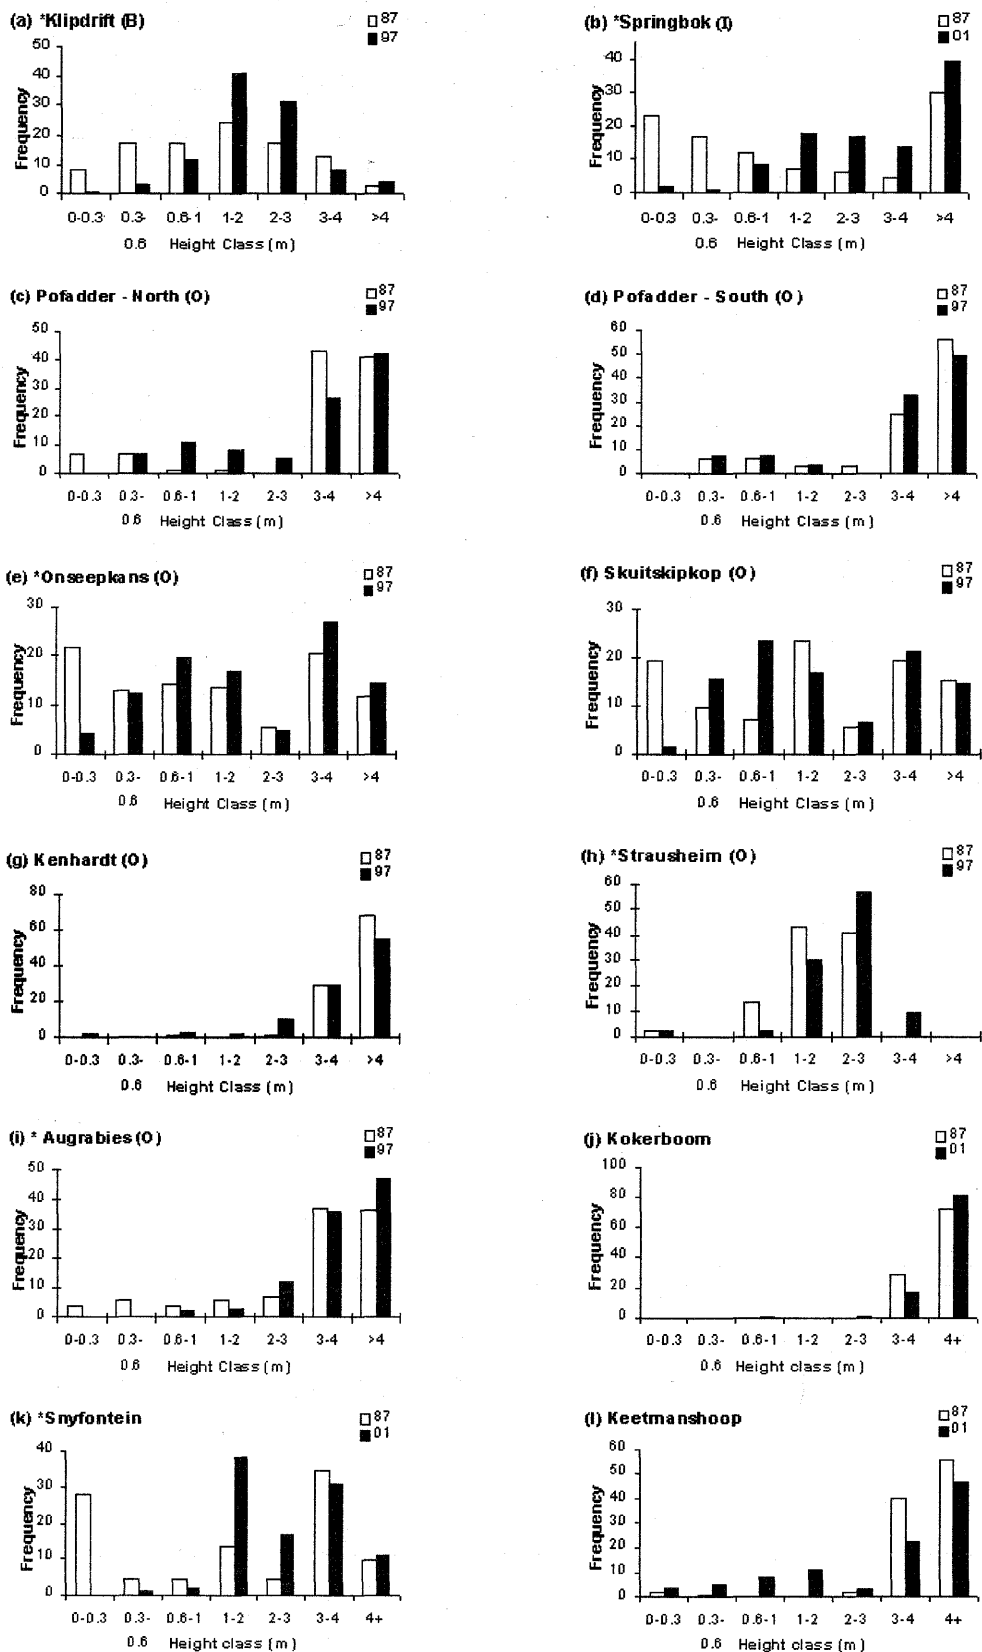 (a) *Klipdrift (B)
87
97
50
40
30
20
10
0
Frequency
0-0.3 0.3- 0.6-1 1-2 2-3 3-4 >4
0.6 Height Class (m)
(b) *Springbok (I)
87
01
40
30
20
10
0
Frequency
0-0.3 0.3- 0.6-1 1-2 2-3 3-4 >4
0.6 Height Class (m)
(c) Pofadder - North (O)
87
97
50
40
30
20
10
0
Frequency
0-0.3 0.3- 0.6-1 1-2 2-3 3-4 >4
0.6 Height Class (m)
(d) Pofadder - South (O)
87
97
60
50
40
30
20
10
0
Frequency
0-0.3 0.3- 0.6-1 1-2 2-3 3-4 >4
0.6 Height Class (m)
(e) *Onseepkans (O)
87
97
30
20
10
0
Frequency
0-0.3 0.3- 0.6-1 1-2 2-3 3-4 >4
0.6 Height Class (m)
(f) Skuitskipkop (O)
87
97
30
20
10
0
Frequency
0-0.3 0.3- 0.6-1 1-2 2-3 3-4 >4
0.6 Height Class (m)
(g) Kenhardt (O)
87
97
80
60
40
20
0
Frequency
0-0.3 0.3- 0.6-1 1-2 2-3 3-4 >4
0.6 Height Class (m)
(h) *Strausheim (O)
87
97
60
50
40
30
20
10
0
Frequency
0-0.3 0.3- 0.6-1 1-2 2-3 3-4 >4
0.6 Height Class (m)
(i) * Augrabies (O)
87
97
50
40
30
20
10
0
Frequency
0-0.3 0.3- 0.6-1 1-2 2-3 3-4 >4
0.6 Height Class (m)
(j) Kokerboom
87
01
100
80
60
40
20
0
Frequency
0-0.3 0.3- 0.6-1 1-2 2-3 3-4 4+
0.6 Height class (m)
(k) *Snyfontein
87
01
40
30
20
10
0
Frequency
0-0.3 0.3- 0.6-1 1-2 2-3 3-4 4+
0.6 Height class (m)
(l) Keetmanshoop
87
01
60
50
40
30
20
10
0
Frequency
0-0.3 0.3- 0.6-1 1-2 2-3 3-4 4+
0.6 Height class (m)